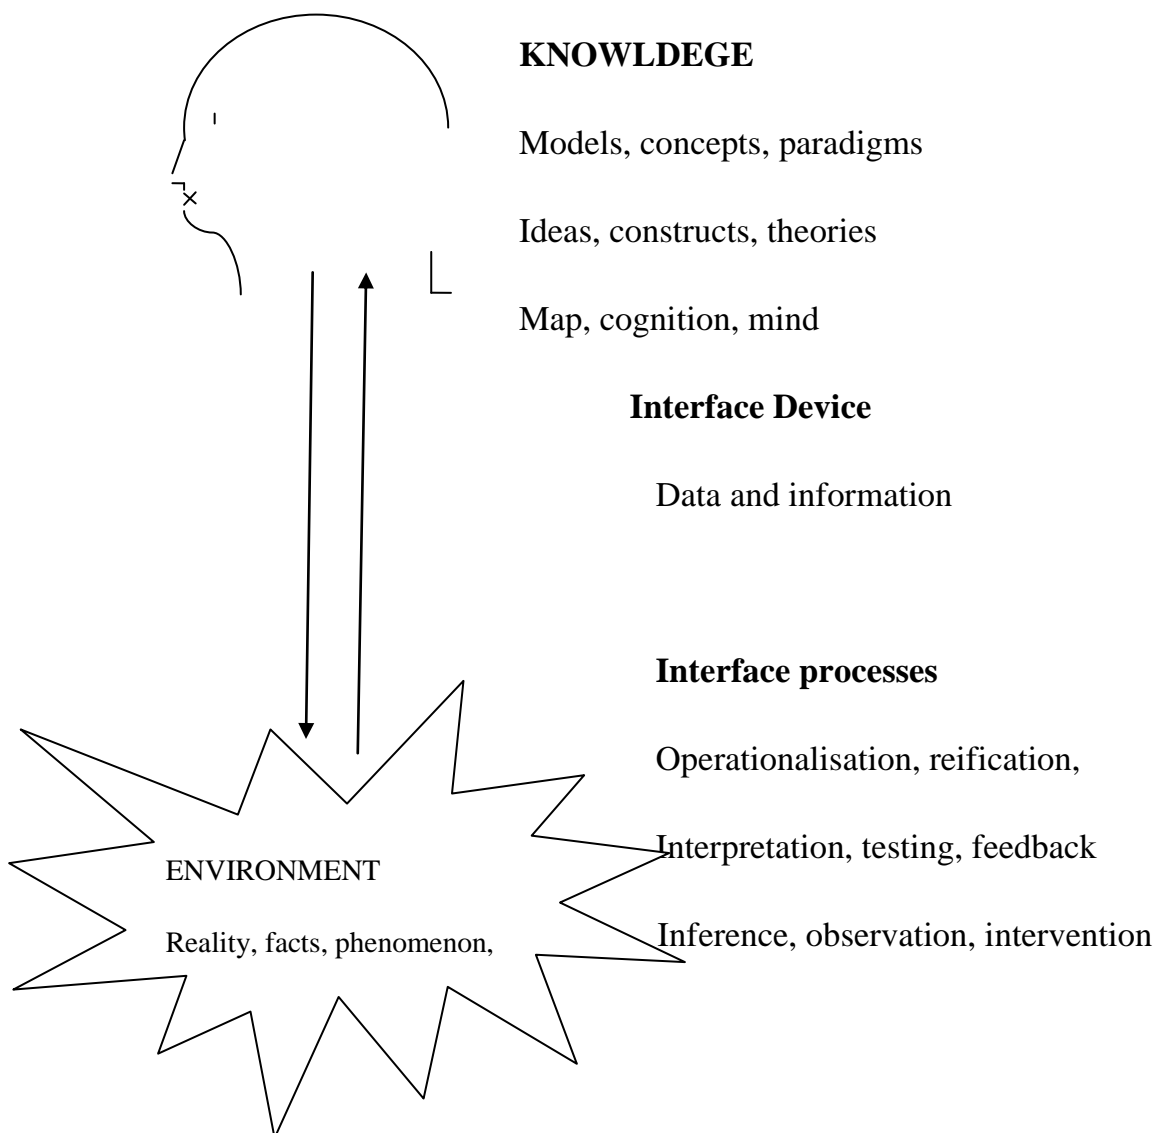 KNOWLDEGE
Models, concepts, paradigms
Ideas, constructs, theories
Map, cognition, mind
Interface Device
Data and information
Interface processes
Operationalisation, reification,
Interpretation, testing, feedback
Inference, observation, intervention
ENVIRONMENT
Reality, facts, phenomenon,